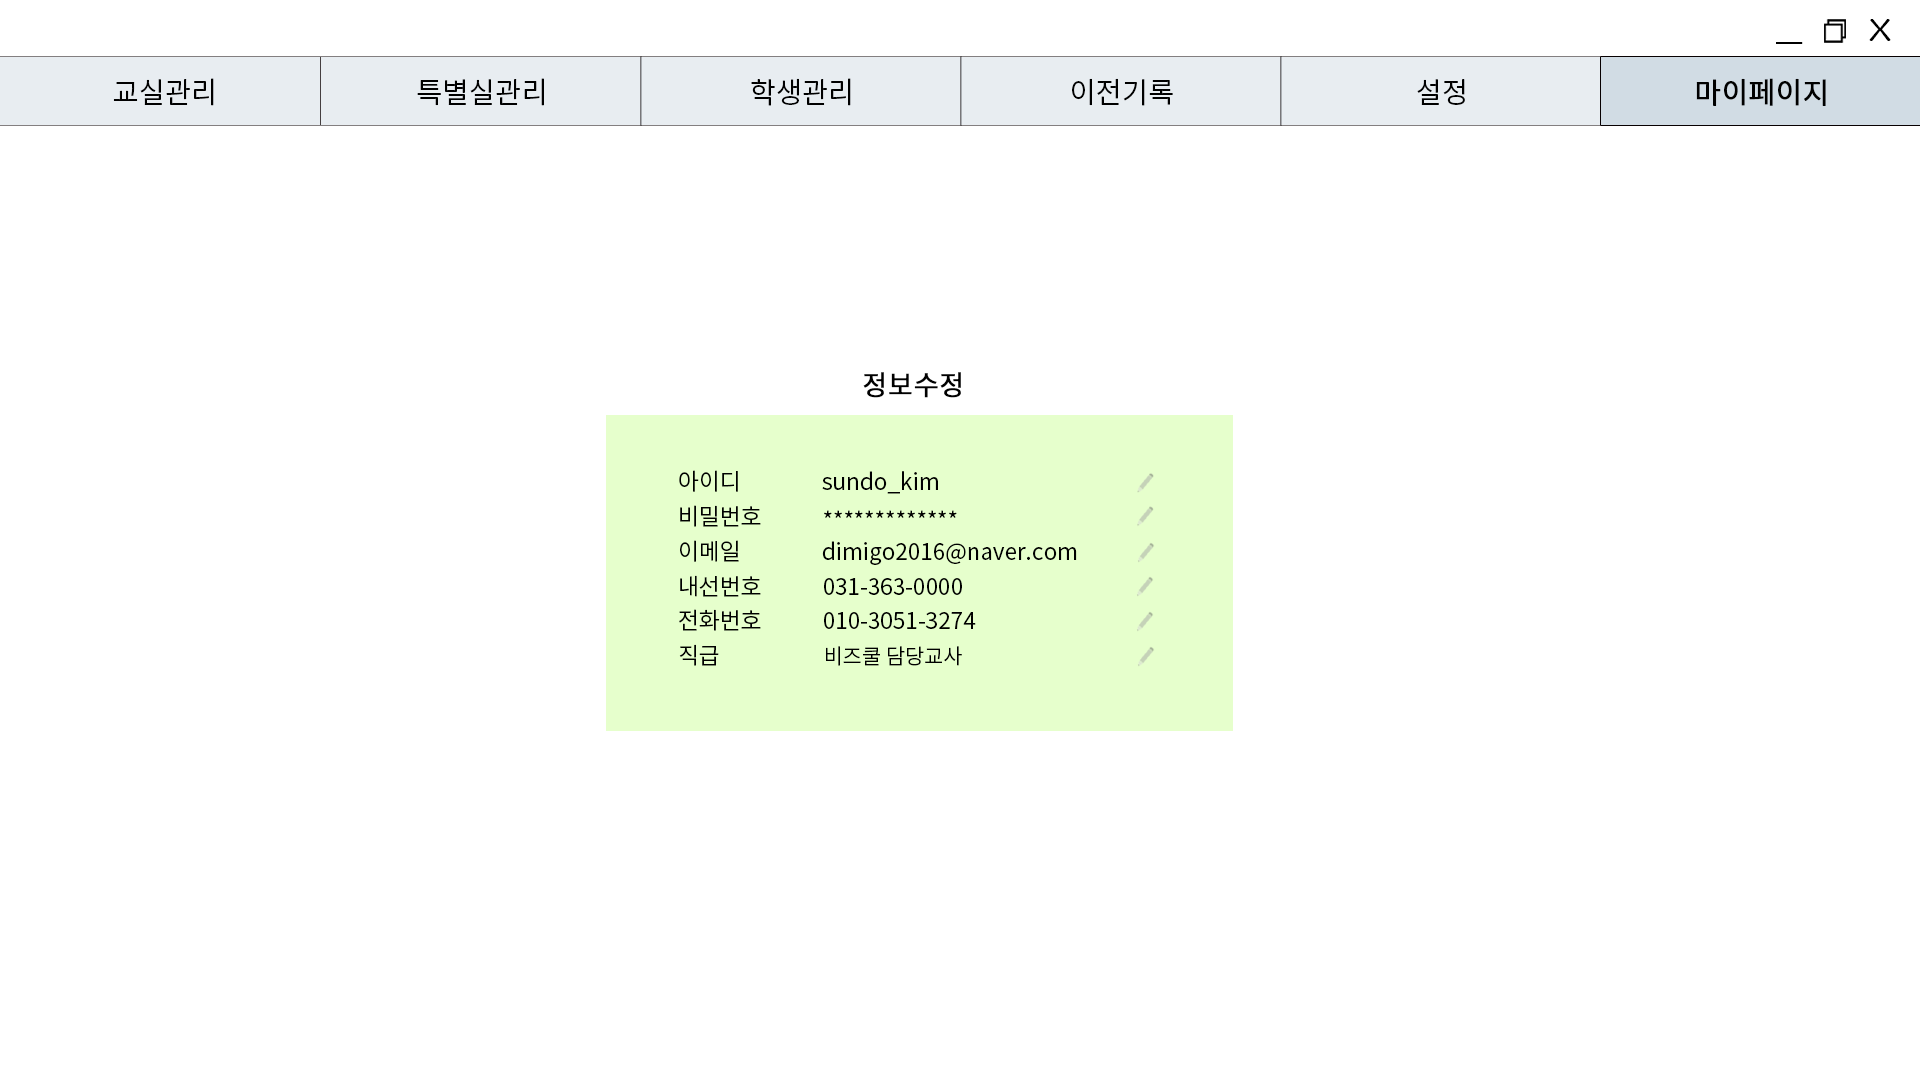 교실관리 특별실관리 학생관리 이전기록 설정 마이페이지
정보수정
아이디 sundo_kim
비밀번호 *************
이메일 dimigo2016@naver.com
내선번호 031-363-0000
전화번호 010-3051-3274
직급 비즈쿨 담당교사